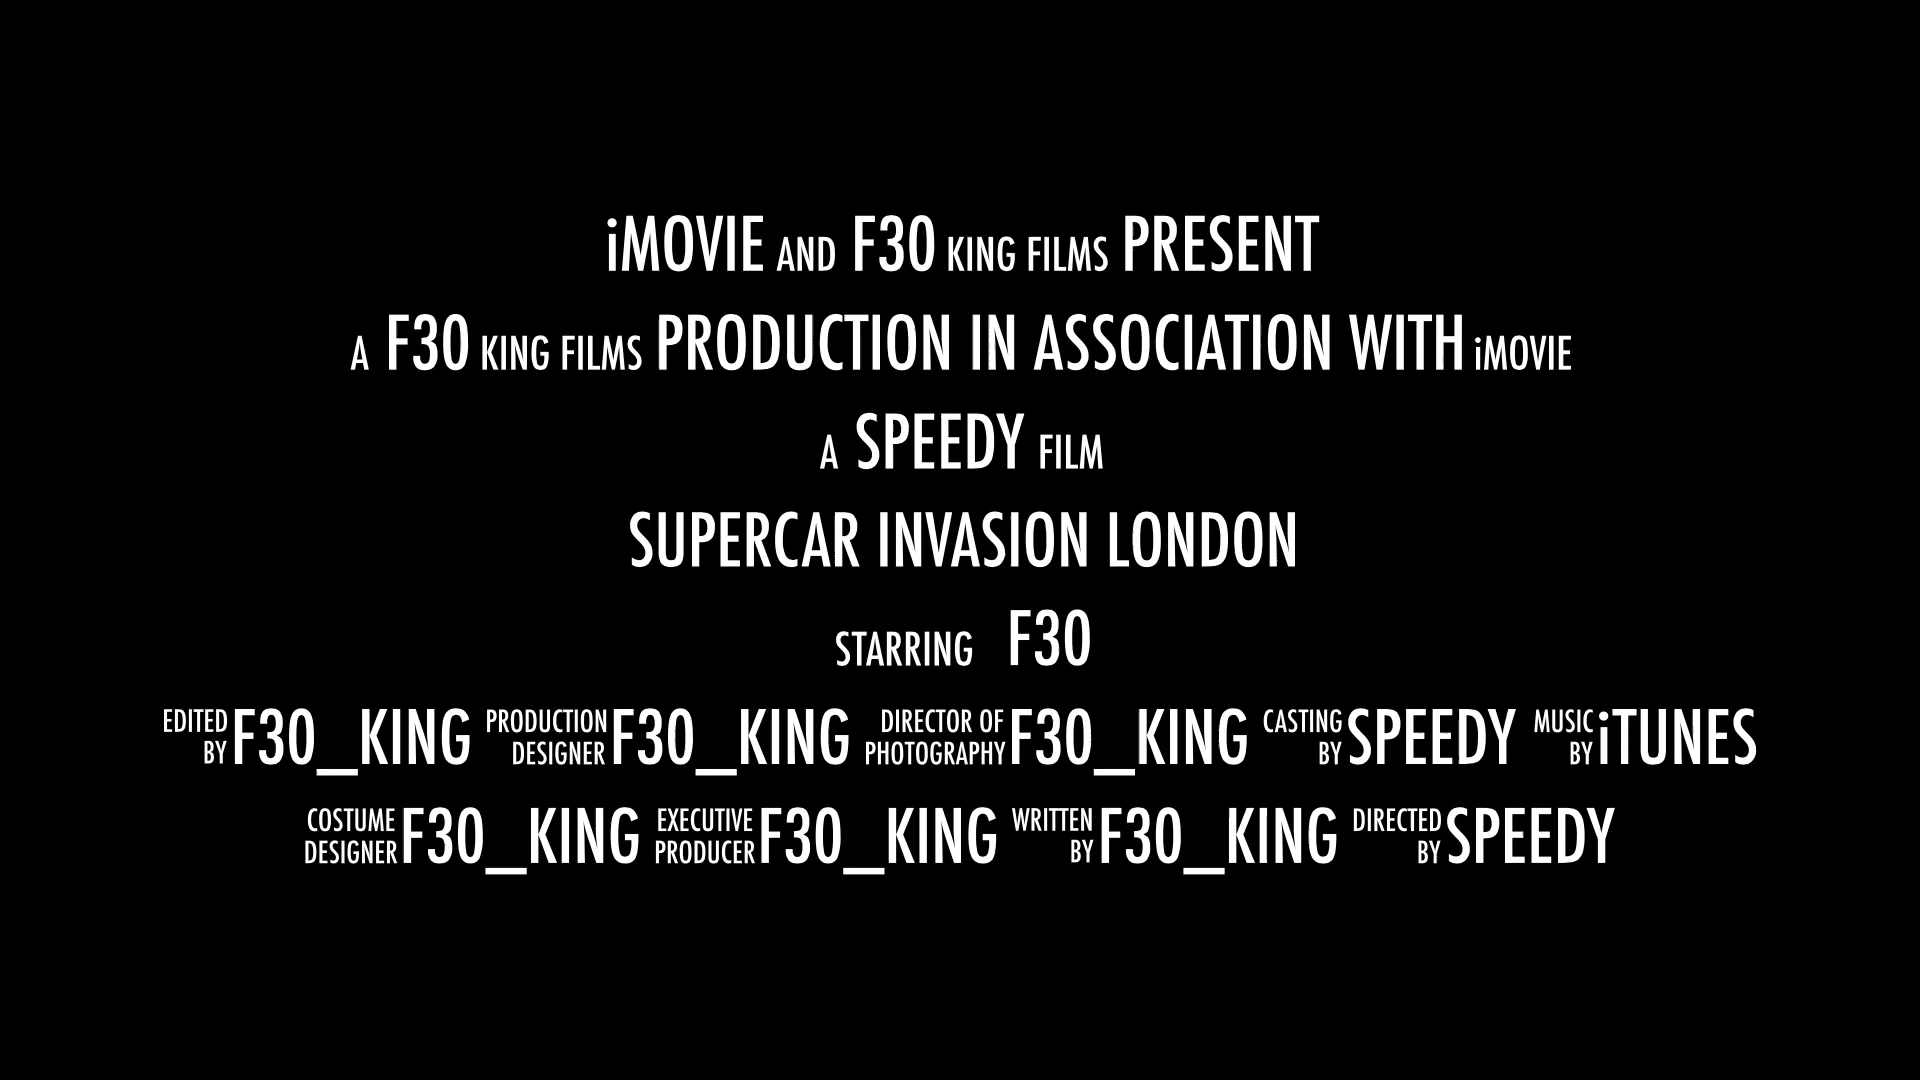 iMOVIE AND F30 KING FILMS PRESENT
A F30 KING FILMS PRODUCTION IN ASSOCIATION WITH iMOVIE
A SPEEDY FILM
SUPERCAR INVASION LONDON
STARRING F30
EDITED BY F30_KING PRODUCTION DESIGNER F30_KING DIRECTOR OF PHOTOGRAPHY F30_KING CASTING BY SPEEDY MUSIC BY iTUNES
COSTUME DESIGNER F30_KING EXECUTIVE PRODUCER F30_KING WRITTEN BY F30_KING DIRECTED BY SPEEDY